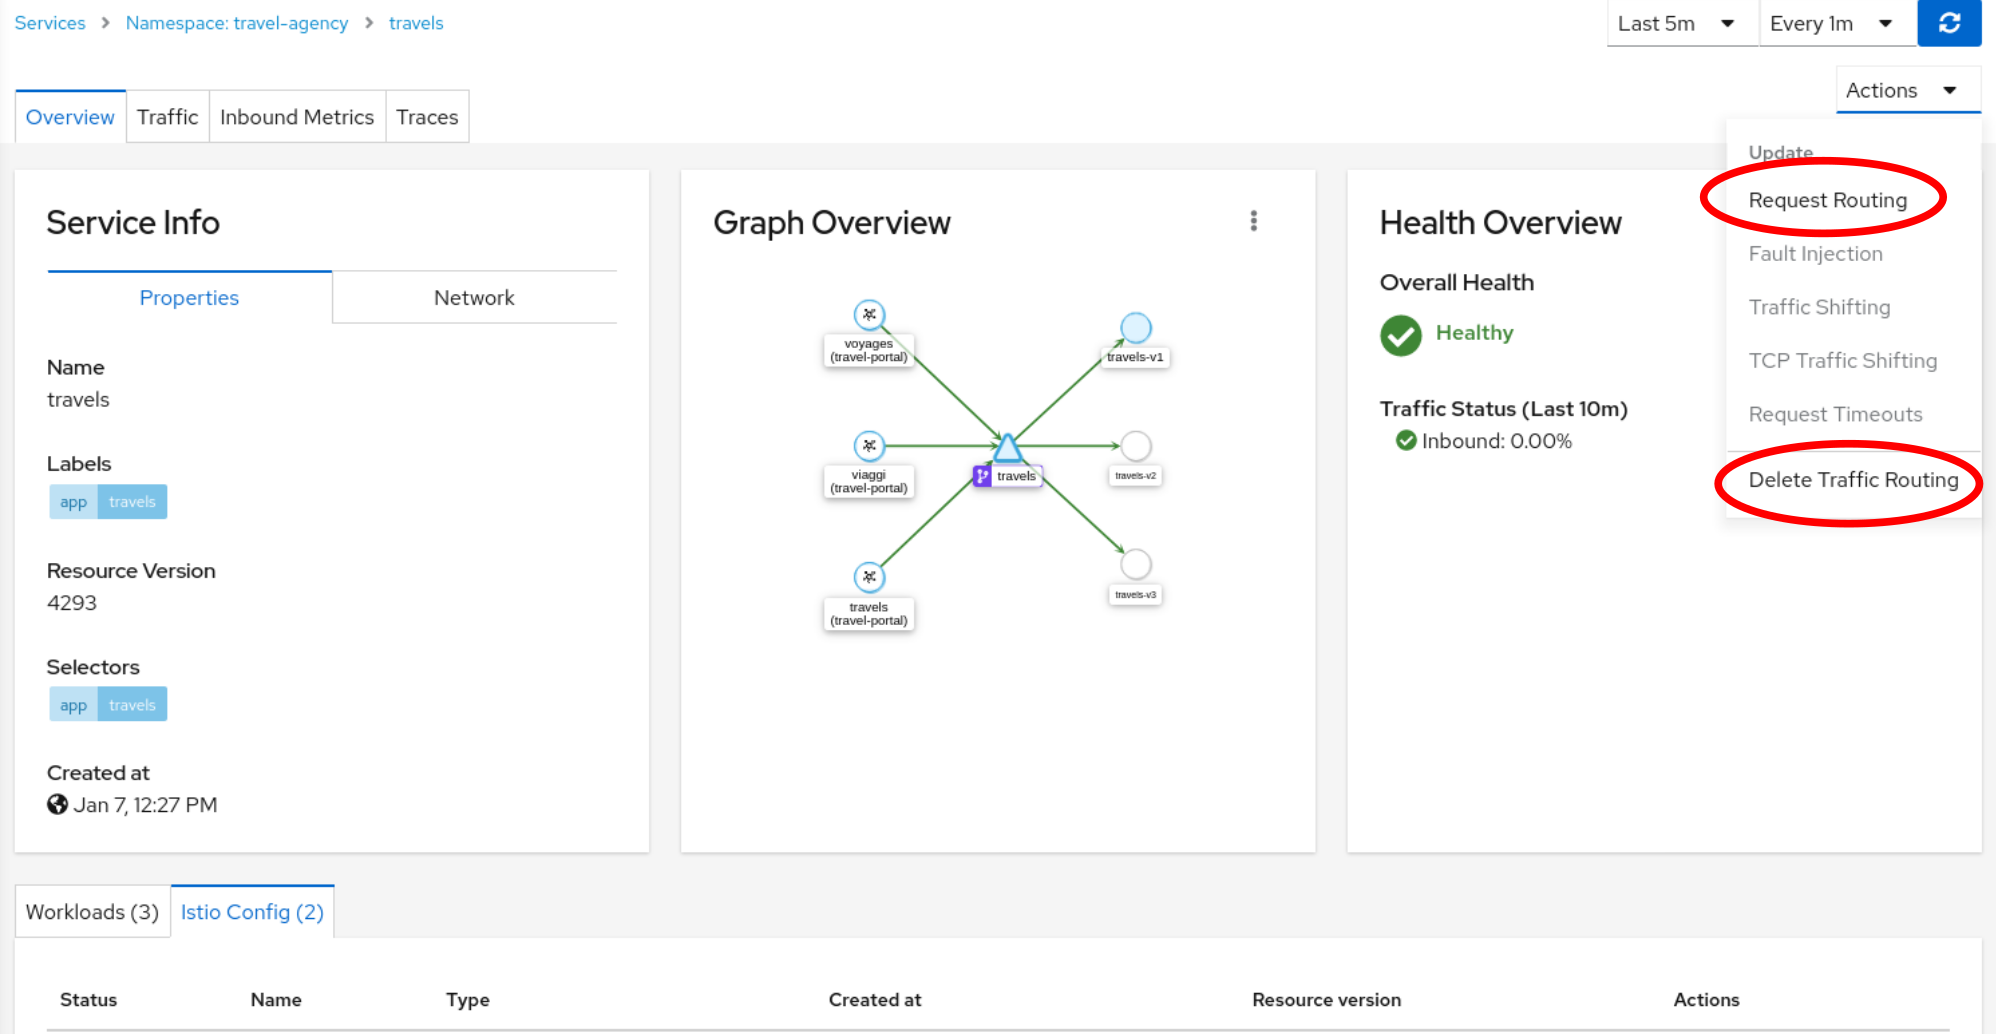 Services > Namespace: travel-agency > travels
Last 5m
Every 1m
Actions
Overview
Traffic
Inbound Metrics
Traces
Update
Request Routing
Fault Injection
Traffic Shifting
TCP Traffic Shifting
Request Timeouts
Delete Traffic Routing
Service Info
Properties
Network
Name
travels
Labels
app travels
Resource Version
4293
Selectors
app travels
Created at
Jan 7, 12:27 PM
Graph Overview
voyages
(travel-portal)
travels-v1
viaggi
(travel-portal)
travels
travels-v2
travels
(travel-portal)
travels-v3
Health Overview
Overall Health
Healthy
Traffic Status (Last 10m)
Inbound: 0.00%
Workloads (3)
Istio Config (2)
Status
Name
Type
Created at
Resource version
Actions